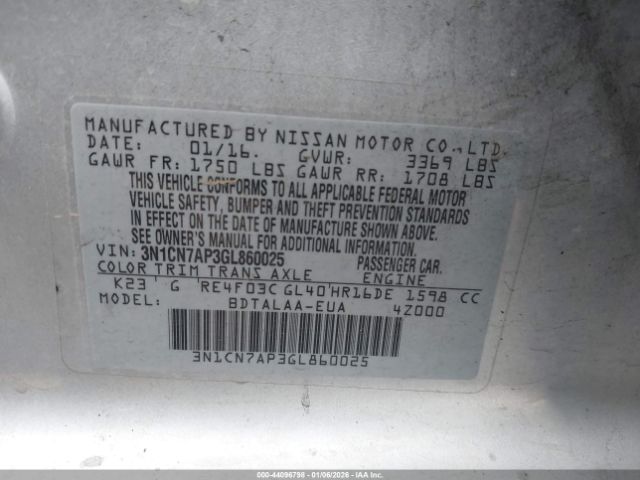 MANUFACTURED BY NISSAN MOTOR CO., LTD.
DATE: 01/16. GVWR: 3369 LBS
GAWR FR: 1750 LBS GAWR RR: 1708 LBS
THIS VEHICLE CONFORMS TO ALL APPLICABLE FEDERAL MOTOR
VEHICLE SAFETY, BUMPER AND THEFT PREVENTION STANDARDS
IN EFFECT ON THE DATE OF MANUFACTURE SHOWN ABOVE.
SEE OWNER'S MANUAL FOR ADDITIONAL INFORMATION.
VIN: 3N1CN7AP3GL860025 PASSENGER CAR.
COLOR TRIM TRANS AXLE ENGINE
K23 G RE4F03C GL40 HR16DE 1598 CC
MODEL: BDTALAA-EUA 4Z000
3N1CN7AP3GL860025
000-44096798 - 01/06/2026 - IAA, Inc.